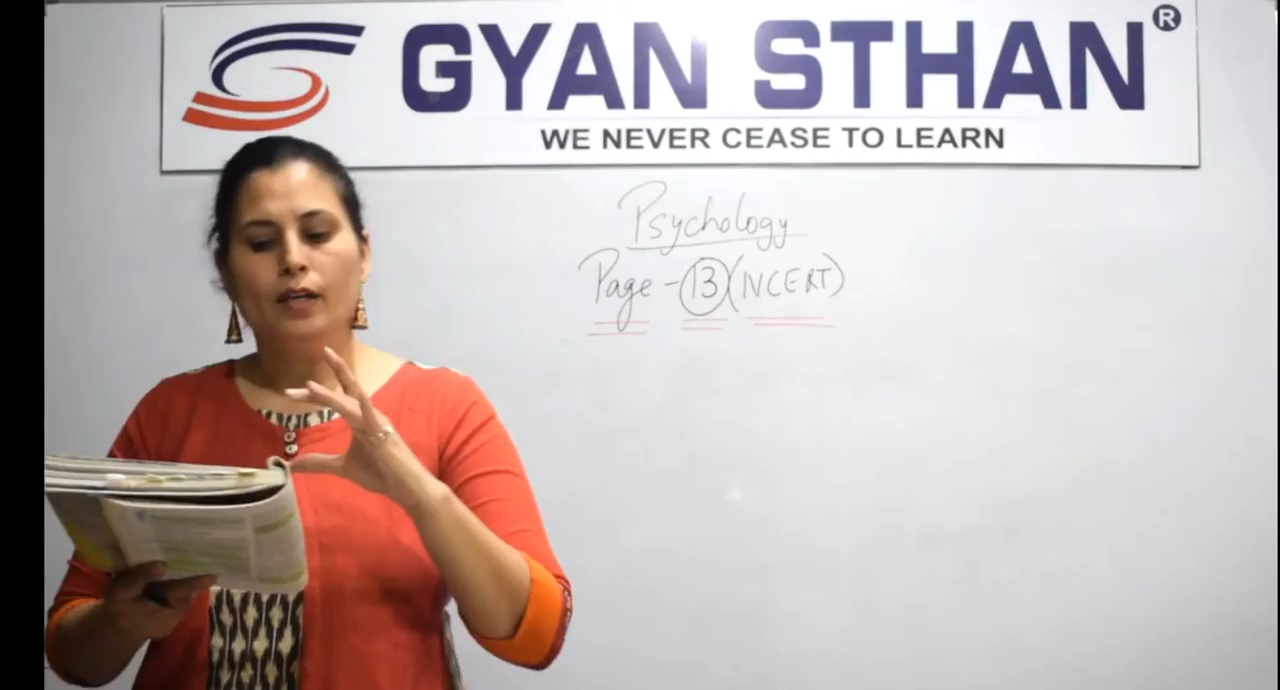 GYAN STHAN®
WE NEVER CEASE TO LEARN
Psychology
Page - 13 (NCERT)